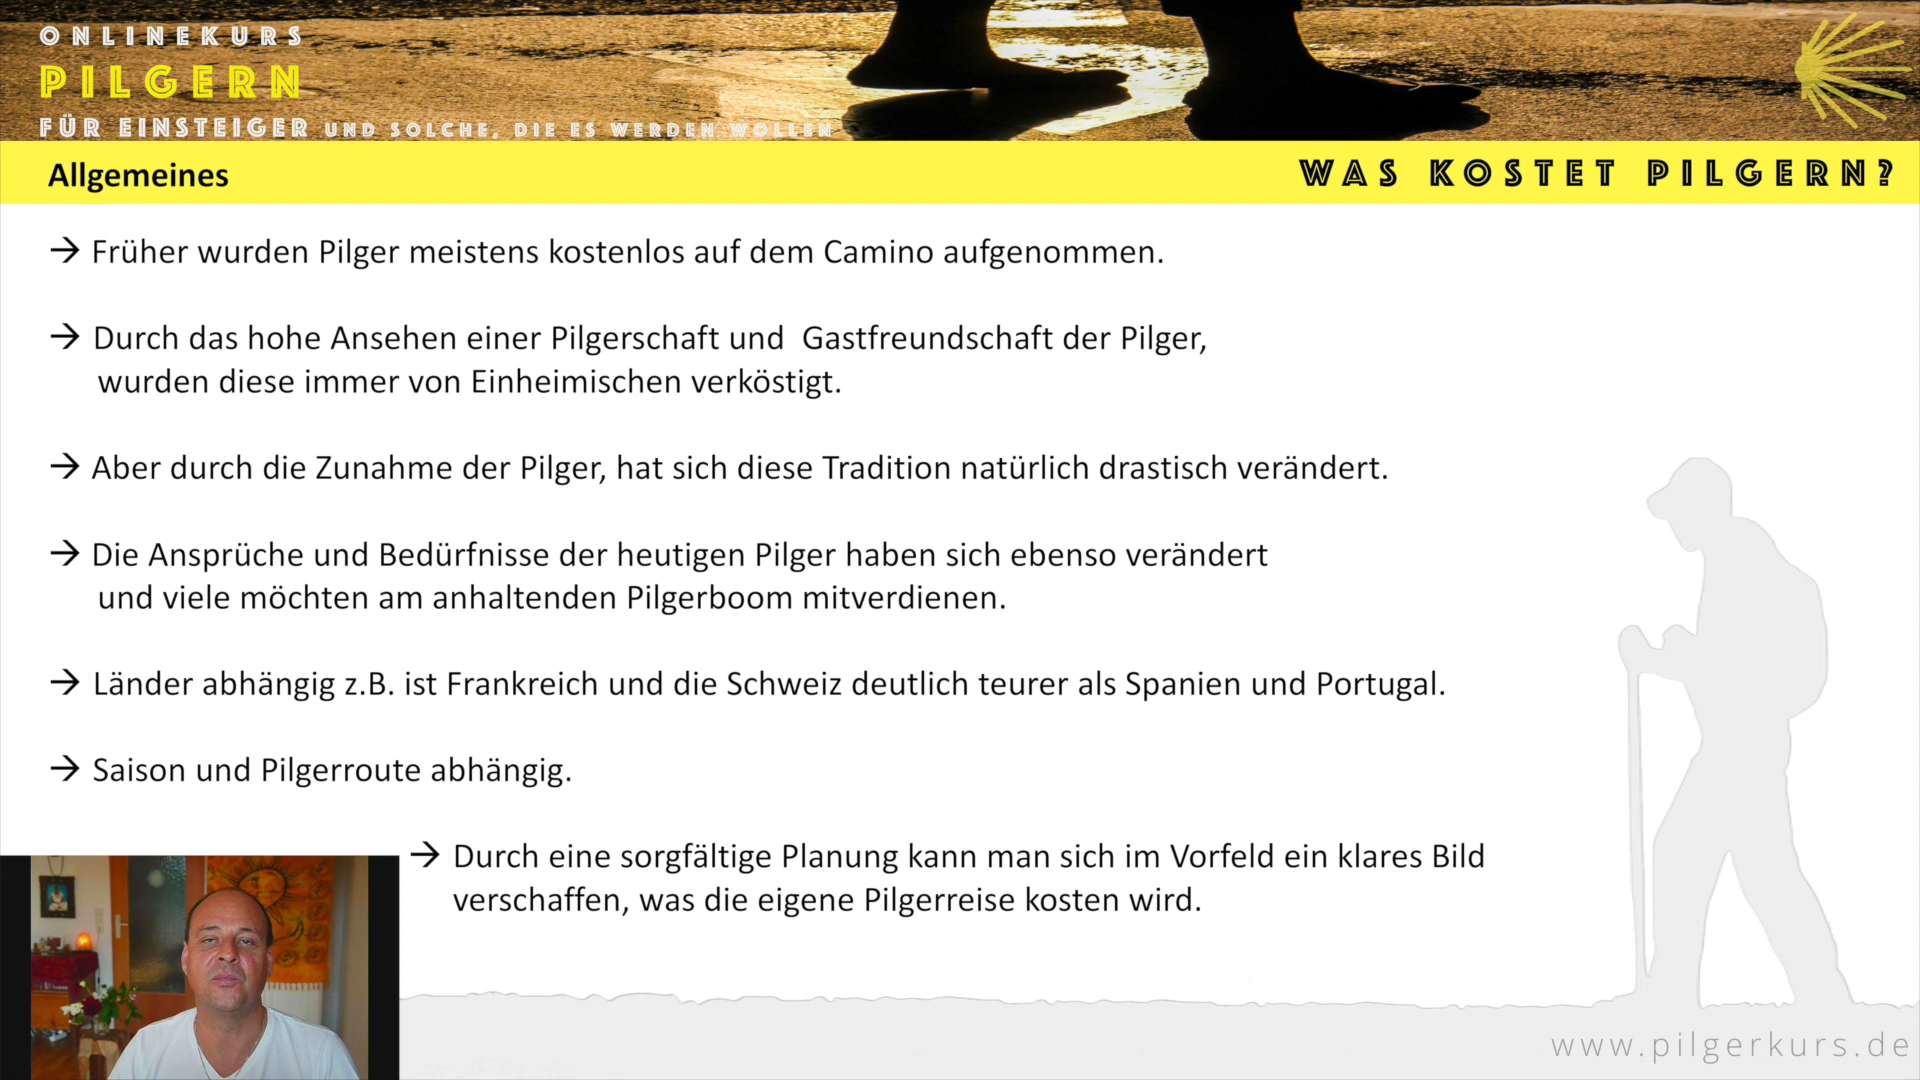 ONLINEKURS
PILGERN
FÜR EINSTEIGER UND SOLCHE, DIE ES WERDEN WOLLEN
Allgemeines
WAS KOSTET PILGERN?
→ Früher wurden Pilger meistens kostenlos auf dem Camino aufgenommen.
→ Durch das hohe Ansehen einer Pilgerschaft und  Gastfreundschaft der Pilger,
wurden diese immer von Einheimischen verköstigt.
→ Aber durch die Zunahme der Pilger, hat sich diese Tradition natürlich drastisch verändert.
→ Die Ansprüche und Bedürfnisse der heutigen Pilger haben sich ebenso verändert
und viele möchten am anhaltenden Pilgerboom mitverdienen.
→ Länder abhängig z.B. ist Frankreich und die Schweiz deutlich teurer als Spanien und Portugal.
→ Saison und Pilgerroute abhängig.
→ Durch eine sorgfältige Planung kann man sich im Vorfeld ein klares Bild
verschaffen, was die eigene Pilgerreise kosten wird.
www.pilgerkurs.de